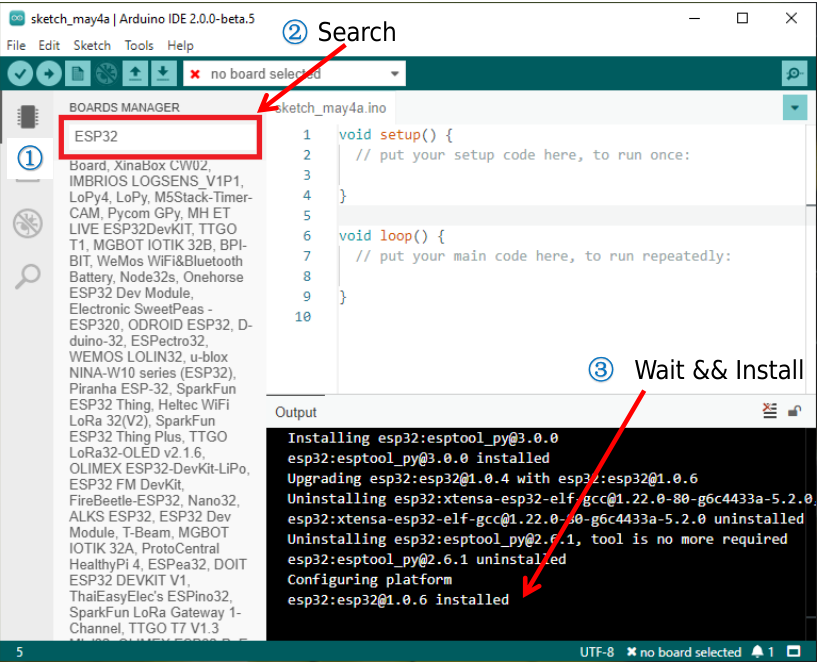 sketch_may4a | Arduino IDE 2.0.0-beta.5
② Search
File Edit Sketch Tools Help
no board selected
BOARDS MANAGER
sketch_may4a.ino
ESP32
①
Board, XinaBox CW02,
IMBRIOS LOGSENS_V1P1,
LoPy4, LoPy, M5Stack-Timer-
CAM, Pycom GPy, MH ET
LIVE ESP32DevKIT, TTGO
T1, MGBOT IOTIK 32B, BPI-
BIT, WeMos WiFi&Bluetooth
Battery, Node32s, Onehorse
ESP32 Dev Module,
Electronic SweetPeas -
ESP320, ODROID ESP32, D-
duino-32, ESPectro32,
WEMOS LOLIN32, u-blox
NINA-W10 series (ESP32),
Piranha ESP-32, SparkFun
ESP32 Thing, Heltec WiFi
LoRa 32(V2), SparkFun
ESP32 Thing Plus, TTGO
LoRa32-OLED v2.1.6,
OLIMEX ESP32-DevKit-LiPo,
ESP32 FM DevKit,
FireBeetle-ESP32, Nano32,
ALKS ESP32, ESP32 Dev
Module, T-Beam, MGBOT
IOTIK 32A, ProtoCentral
HealthyPi 4, ESPea32, DOIT
ESP32 DEVKIT V1,
ThaiEasyElec's ESPino32,
SparkFun LoRa Gateway 1-
Channel, TTGO T7 V1.3
1 void setup() {
2 // put your setup code here, to run once:
3
4 }
5
6 void loop() {
7 // put your main code here, to run repeatedly:
8
9 }
10
③ Wait && Install
Output
Installing esp32:esptool_py@3.0.0
esp32:esptool_py@3.0.0 installed
Upgrading esp32:esp32@1.0.4 with esp32:esp32@1.0.6
Uninstalling esp32:xtensa-esp32-elf-gcc@1.22.0-80-g6c4433a-5.2.0,
esp32:xtensa-esp32-elf-gcc@1.22.0-80-g6c4433a-5.2.0 uninstalled
Uninstalling esp32:esptool_py@2.6.1, tool is no more required
esp32:esptool_py@2.6.1 uninstalled
Configuring platform
esp32:esp32@1.0.6 installed
5
UTF-8
no board selected
1